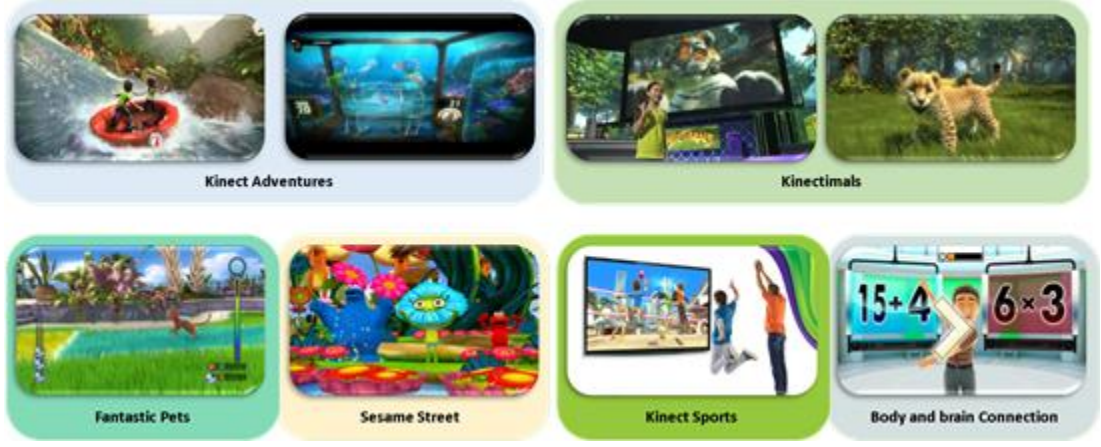 Kinect Adventures
Kinectimals
15+4
6×3
Fantastic Pets
Sesame Street
Kinect Sports
Body and brain Connection